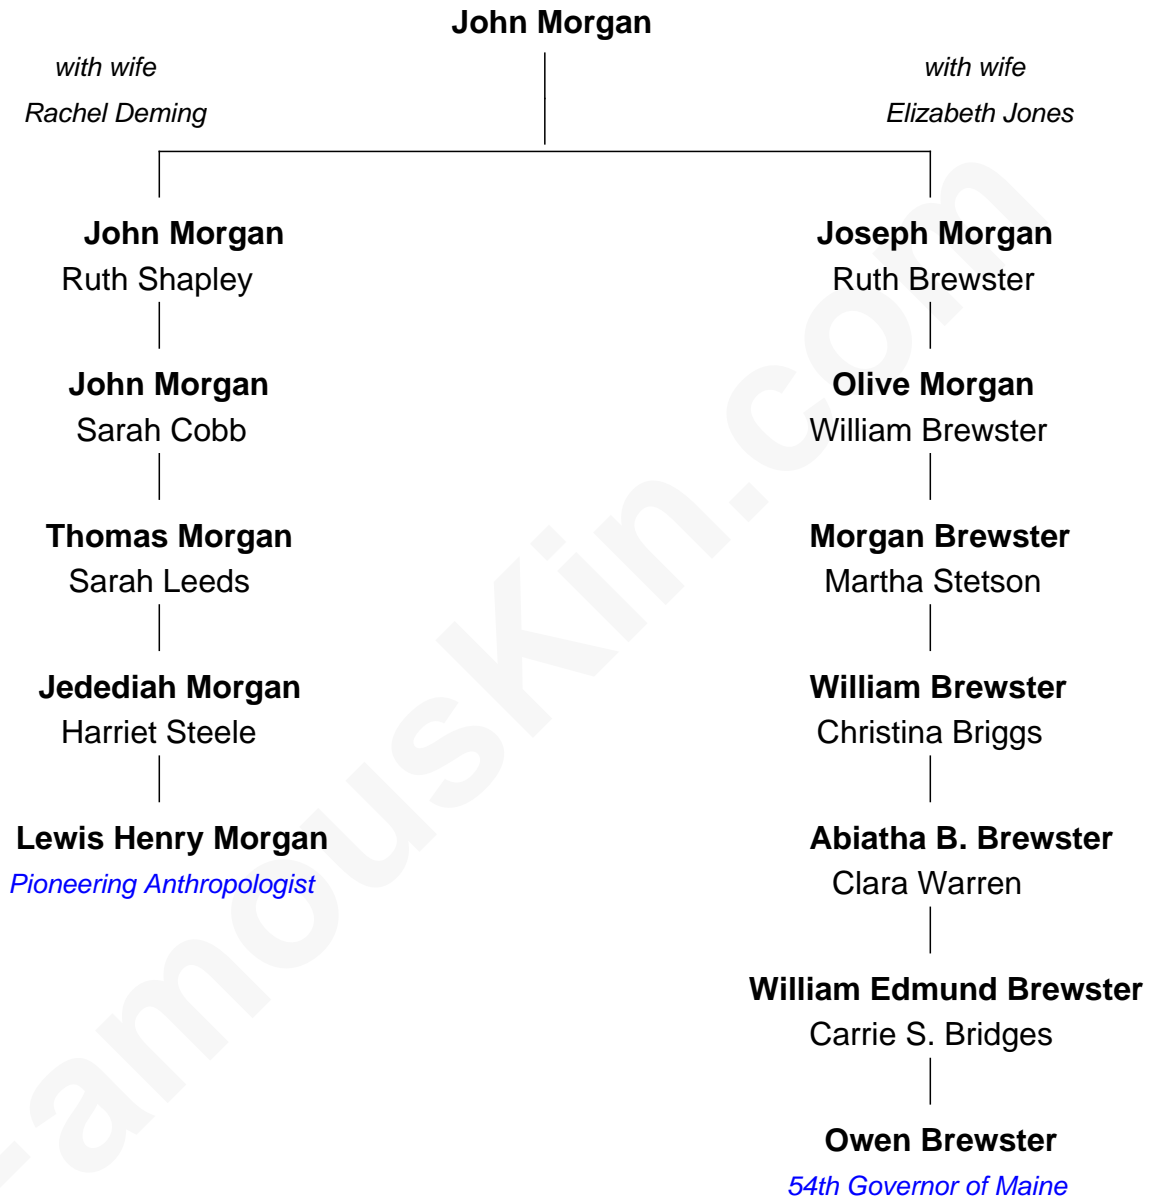 John Morgan
with wife
Rachel Deming
with wife
Elizabeth Jones
John Morgan
Ruth Shapley
John Morgan
Sarah Cobb
Thomas Morgan
Sarah Leeds
Jedediah Morgan
Harriet Steele
Lewis Henry Morgan
Pioneering Anthropologist
Joseph Morgan
Ruth Brewster
Olive Morgan
William Brewster
Morgan Brewster
Martha Stetson
William Brewster
Christina Briggs
Abiatha B. Brewster
Clara Warren
William Edmund Brewster
Carrie S. Bridges
Owen Brewster
54th Governor of Maine
FamousKin.com